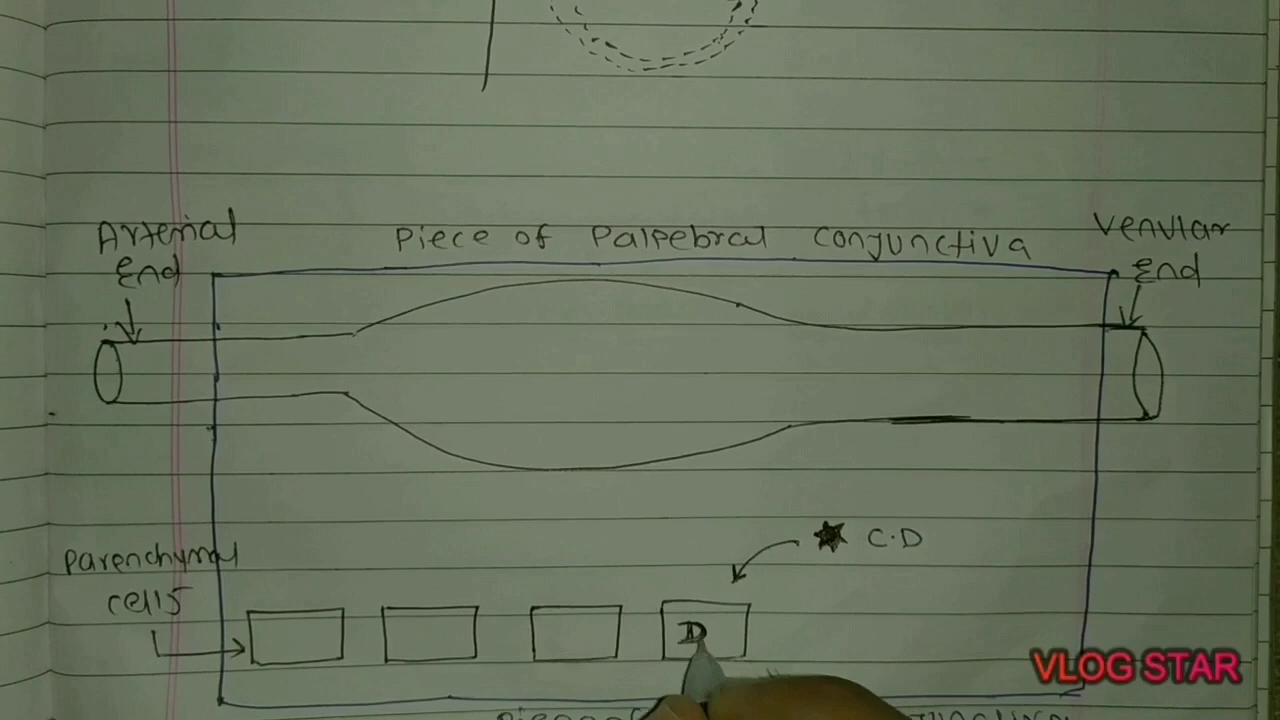 Arterial
End
Piece of Palpebral Conjunctiva
Venular
End
C.D
Parenchymal
cells
D
VLOG STAR